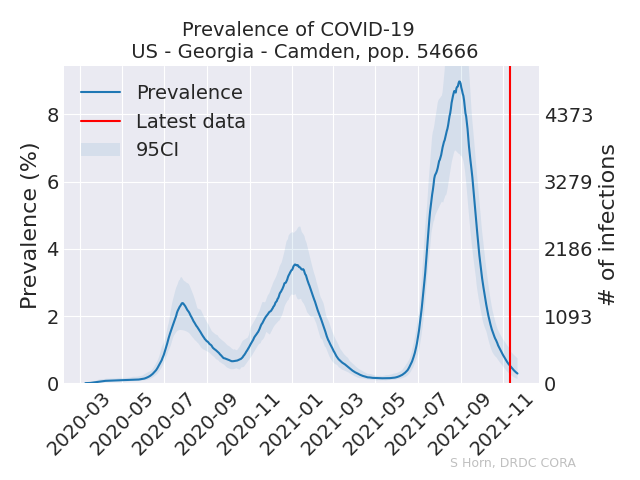 Prevalence of COVID-19
US - Georgia - Camden, pop. 54666
Prevalence
Latest data
95CI
Prevalence (%)
8
6
4
2
0
4373
3279
2186
1093
0
# of infections
2020-03
2020-05
2020-07
2020-09
2020-11
2021-01
2021-03
2021-05
2021-07
2021-09
2021-11
S Horn, DRDC CORA